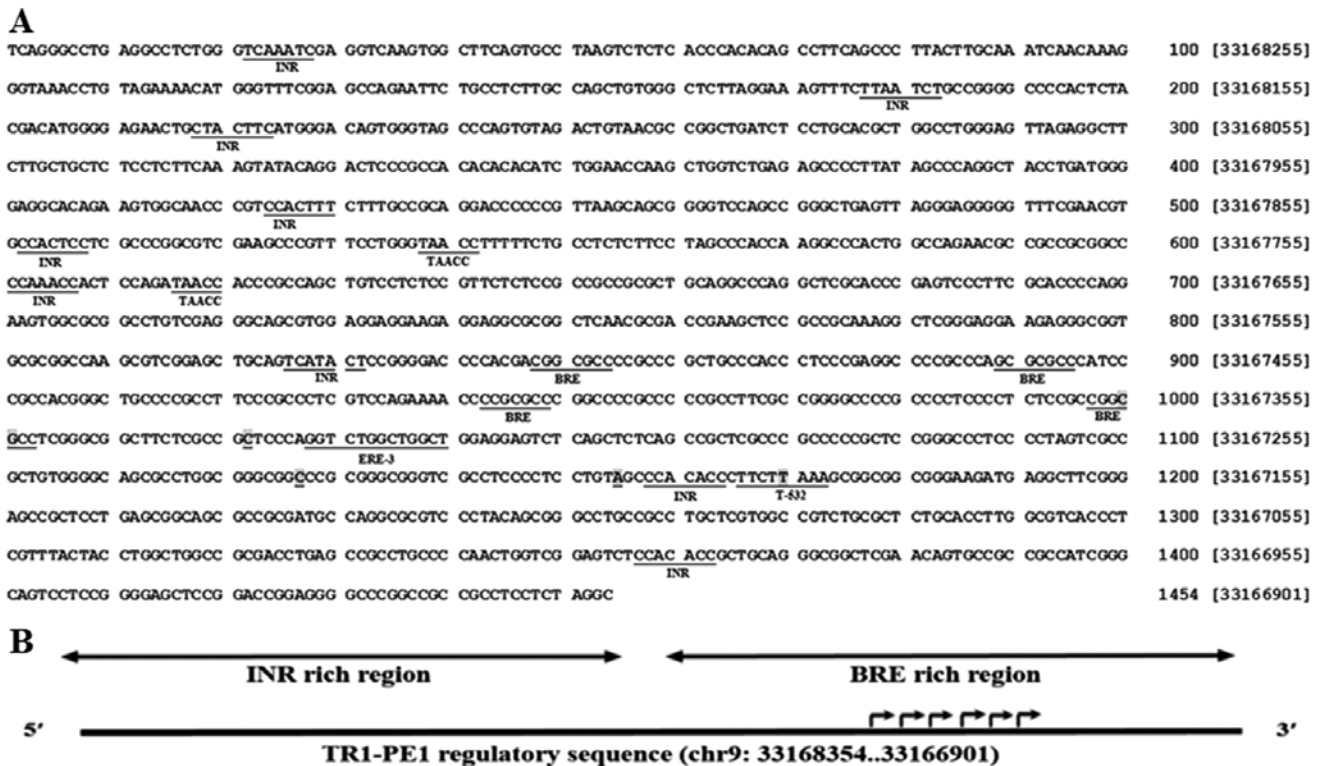 A
TCAGGGCCTG AGGCCTCTGG GTCAAATCGA GGTCAAGTGG CTTCAGTGCC TAAGTCTCTC ACCCACACAG CCTTCAGCCC TTACTTGCAA ATCAACAAAG 100 [33168255]
INR
GGTAAACCTG TAGAAAACAT GGGTTTCGGA GCCAGAATTC TGCCTCTTGC CAGCTGTGGG CTCTTAGGAA AGTTTCTTAA TCTGCCGGGG CCCCACTCTA 200 [33168155]
INR
CGACATGGGG AGAACTGCTA CTTCATGGGA CAGTGGGTAG CCCAGTGTAG ACTGTAACGC CGGCTGATCT CCTGCACGCT GGCCTGGGAG TTAGAGGCTT 300 [33168055]
INR
CTTGCTGCTC TCCTCTTCAA AGTATACAGG ACTCCCGCCA CACACACATC TGGAACCAAG CTGGTCTGAG AGCCCCTTAT AGCCCAGGCT ACCTGATGGG 400 [33167955]
GAGGCACAGA AGTGGCAACC CGTCCACTTT CTTTGCCGCA GGACCCCCCG TTAAGCAGCG GGGTCCAGCC GGGCTGAGTT AGGGAGGGGG TTTCGAACGT 500 [33167855]
INR
GCCACTCCTC GCCCGGCGTC GAAGCCCGTT TCCTGGGTAA CCTTTTTCTG CCTCTCTTCC TAGCCCACCA AGGCCCACTG GCCAGAACGC CGCCGCGGCC 600 [33167755]
INR TAACC
CCAAACCACT CCAGATAACC ACCCGCCAGC TGTCCTCTCC GTTCTCTCCG CCGCCGCGCT GCAGGCCCAG GCTCGCACCC GAGTCCCTTC GCACCCCAGG 700 [33167655]
INR TAACC
AAGTGGCGCG GCCTGTCGAG GGCAGCGTGG AGGAGGAAGA GGAGGCGCGG CTCAACGCGA CCGAAGCTCC GCCGCAAAGG CTCGGGAGGA AGAGGGCGGT 800 [33167555]
GCGCGGCCAA GCGTCGGAGC TGCAGTCATA CTCCGGGGAC CCCACGACGG CGCCCCGCCC GCTGCCCACC CTCCCGAGGC CCCGCCCAGC GCGCCCATCC 900 [33167455]
INR BRE BRE
CGCCACGGGC TGCCCCGCCT TCCCGCCCTC GTCCAGAAAA CCCCGCGCCC GGCCCCGCCC CCGCCTTCGC CGGGGCCCCG CCCCTCCCCT CTCCGCCGGC 1000 [33167355]
BRE BRE
GCCTCGGGCG GCTTCTCGCC GCTCCCAGGT CTGGCTGGCT GGAGGAGTCT CAGCTCTCAG CCGCTCGCCC GCCCCCGCTC CGGGCCCTCC CCTAGTCGCC 1100 [33167255]
ERE-3
GCTGTGGGGC AGCGCCTGGC GGGCGGCCCG CGGGCGGGTC GCCTCCCCTC CTGTAGCCCA CACCCTTCTT AAAGCGGCGG CGGGAAGATG AGGCTTCGGG 1200 [33167155]
INR T-532
AGCCGCTCCT GAGCGGCAGC GCCGCGATGC CAGGCGCGTC CCCTACAGCGG GCCTGCCGCC TGCTCGTGGC CGTCTGCGCT CTGCACCTTG GCGTCACCCT 1300 [33167055]
CGTTTACTAC CTGGCTGGCC GCGACCTGAG CCGCCTGCCC CAACTGGTCG GAGTCTCCAC ACCGCTGCAG GGCGGCTCGA ACAGTGCCGC CGCCATCGGG 1400 [33166955]
INR
CAGTCCTCCG GGGAGCTCCG GACCGGAGGG GCCCGGCCGC CGCCTCCTCT AGGC 1454 [33166901]
B
INR rich region BRE rich region
5′ 3′
TR1-PE1 regulatory sequence (chr9: 33168354..33166901)